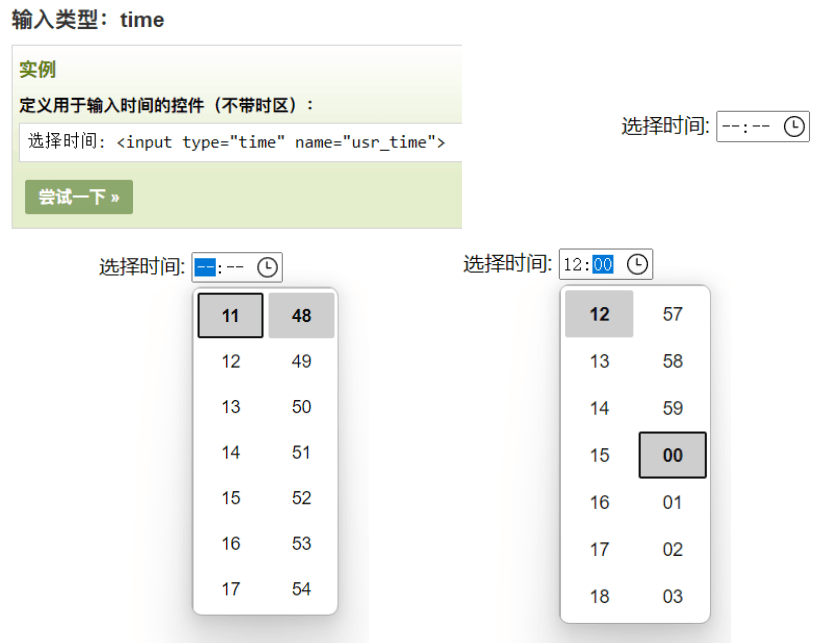 输入类型：time
实例
定义用于输入时间的控件（不带时区）:
选择时间: <input type="time" name="usr_time">
尝试一下 »
选择时间: --:--
选择时间: --:--
11 48
12 49
13 50
14 51
15 52
16 53
17 54
选择时间: 12:00
12 57
13 58
14 59
15 00
16 01
17 02
18 03